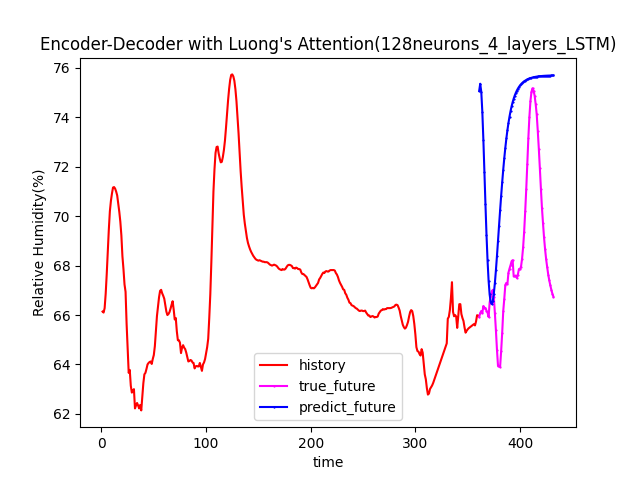 Encoder-Decoder with Luong's Attention(128neurons_4_layers_LSTM)
Relative Humidity(%)
76
74
72
70
68
66
64
62
history
true_future
predict_future
0
100
200
300
400
time